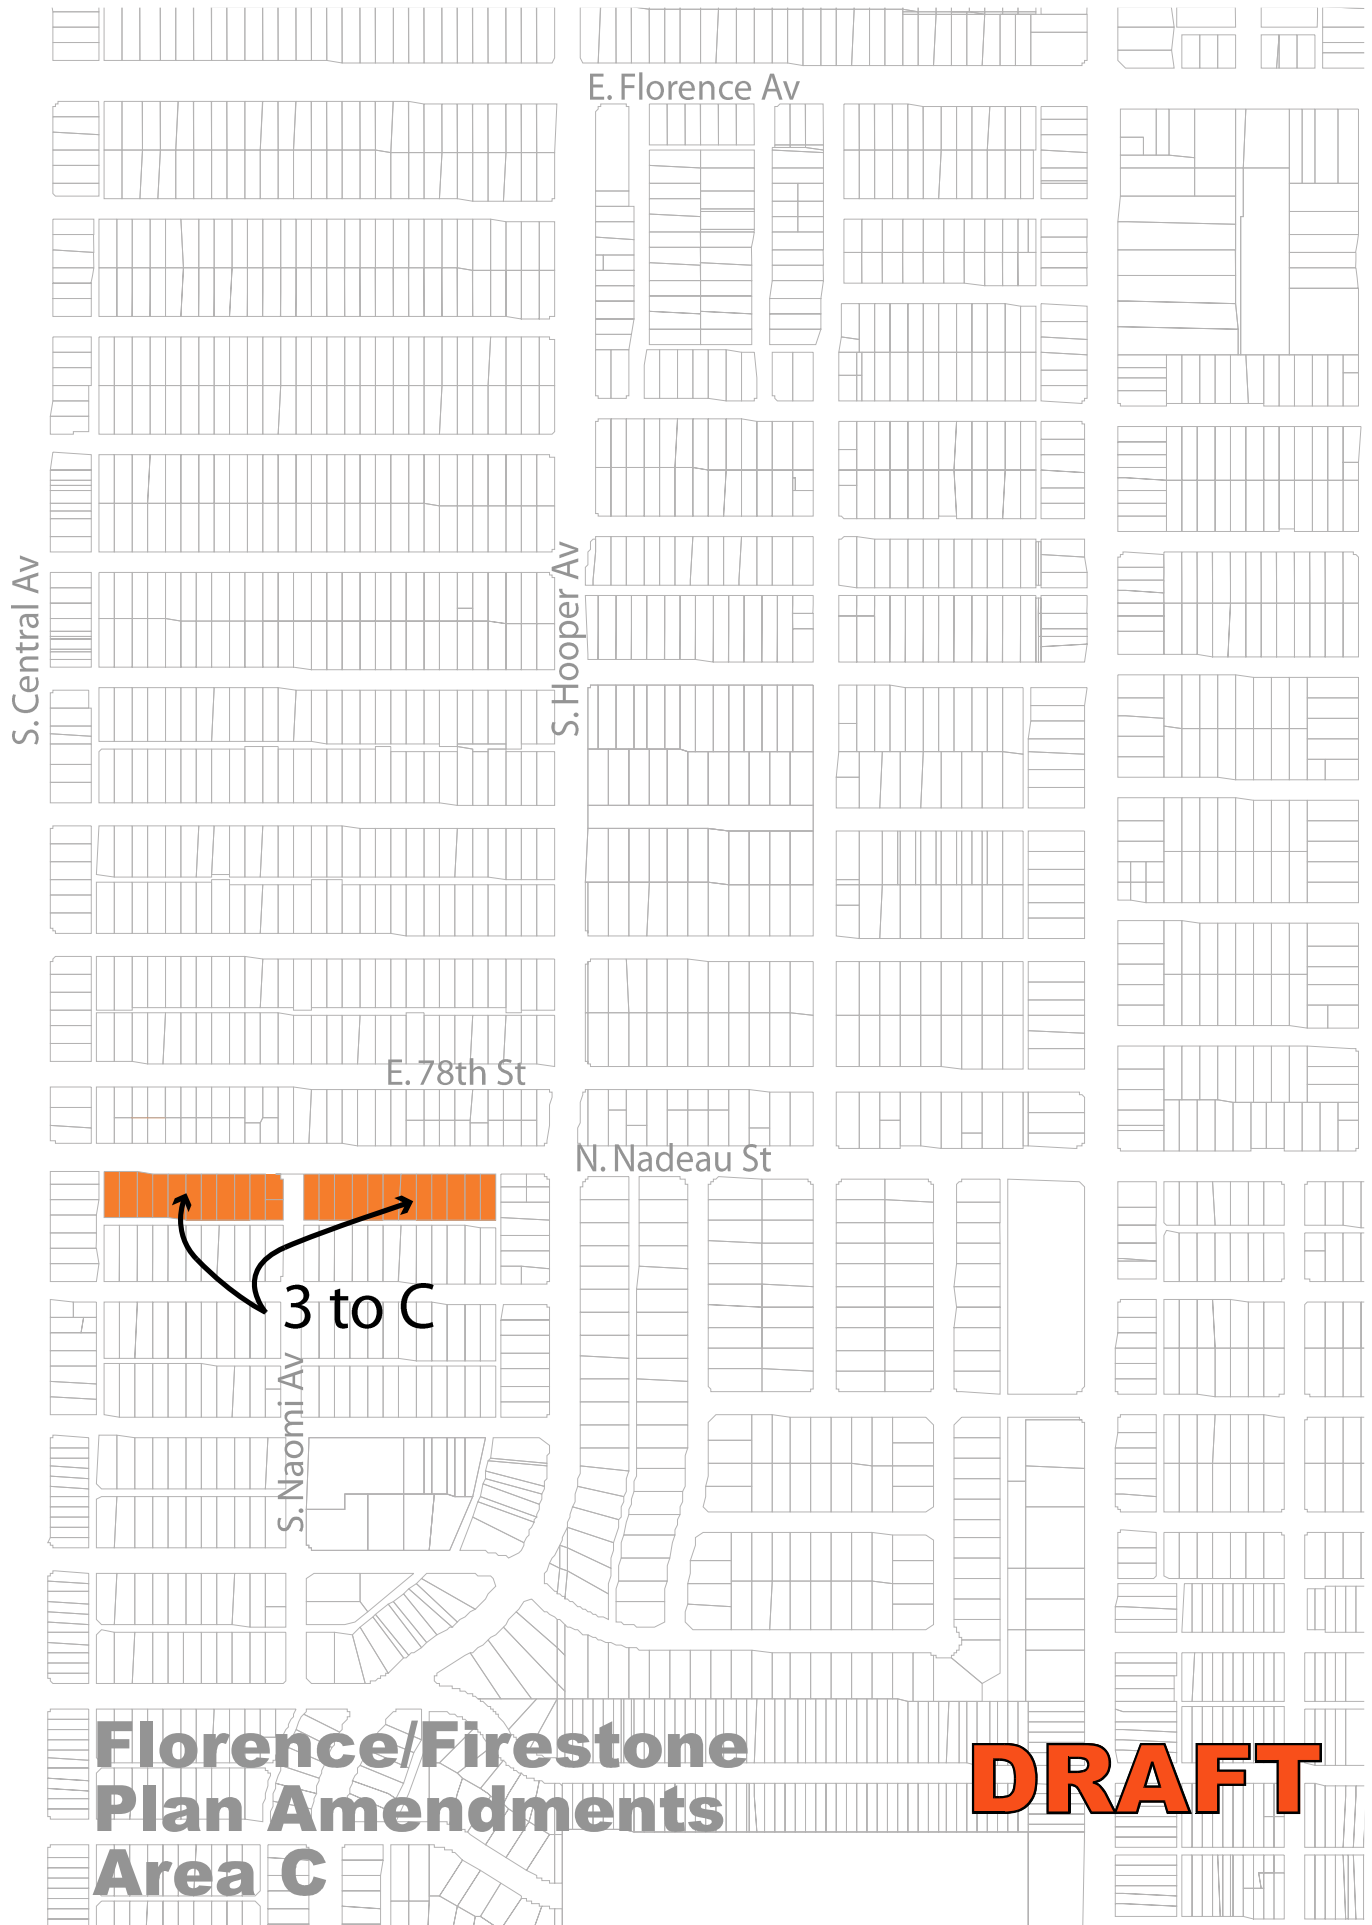 E. Florence Av
S. Central Av
S. Hooper Av
E. 78th St
N. Nadeau St
3 to C
S. Naomi Av
Florence/Firestone
Plan Amendments
Area C
DRAFT